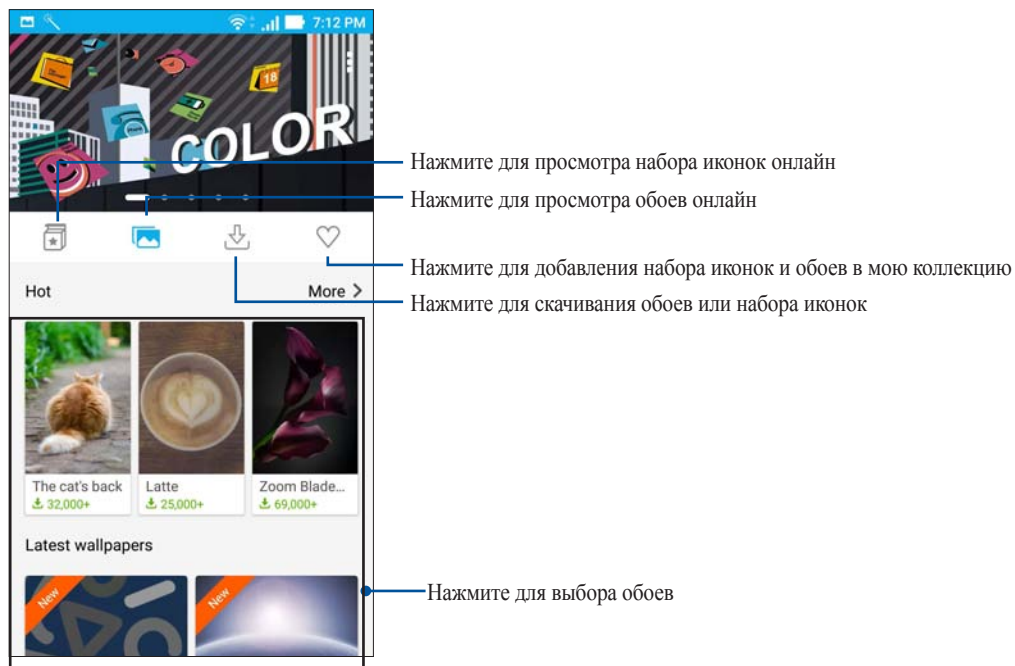 7:12 PM
18
COLOR
Нажмите для просмотра набора иконок онлайн
Нажмите для просмотра обоев онлайн
Нажмите для добавления набора иконок и обоев в мою коллекцию
Нажмите для скачивания обоев или набора иконок
Hot More >
The cat's back Latte Zoom Blade...
32,000+ 25,000+ 69,000+
Latest wallpapers
New New
Нажмите для выбора обоев